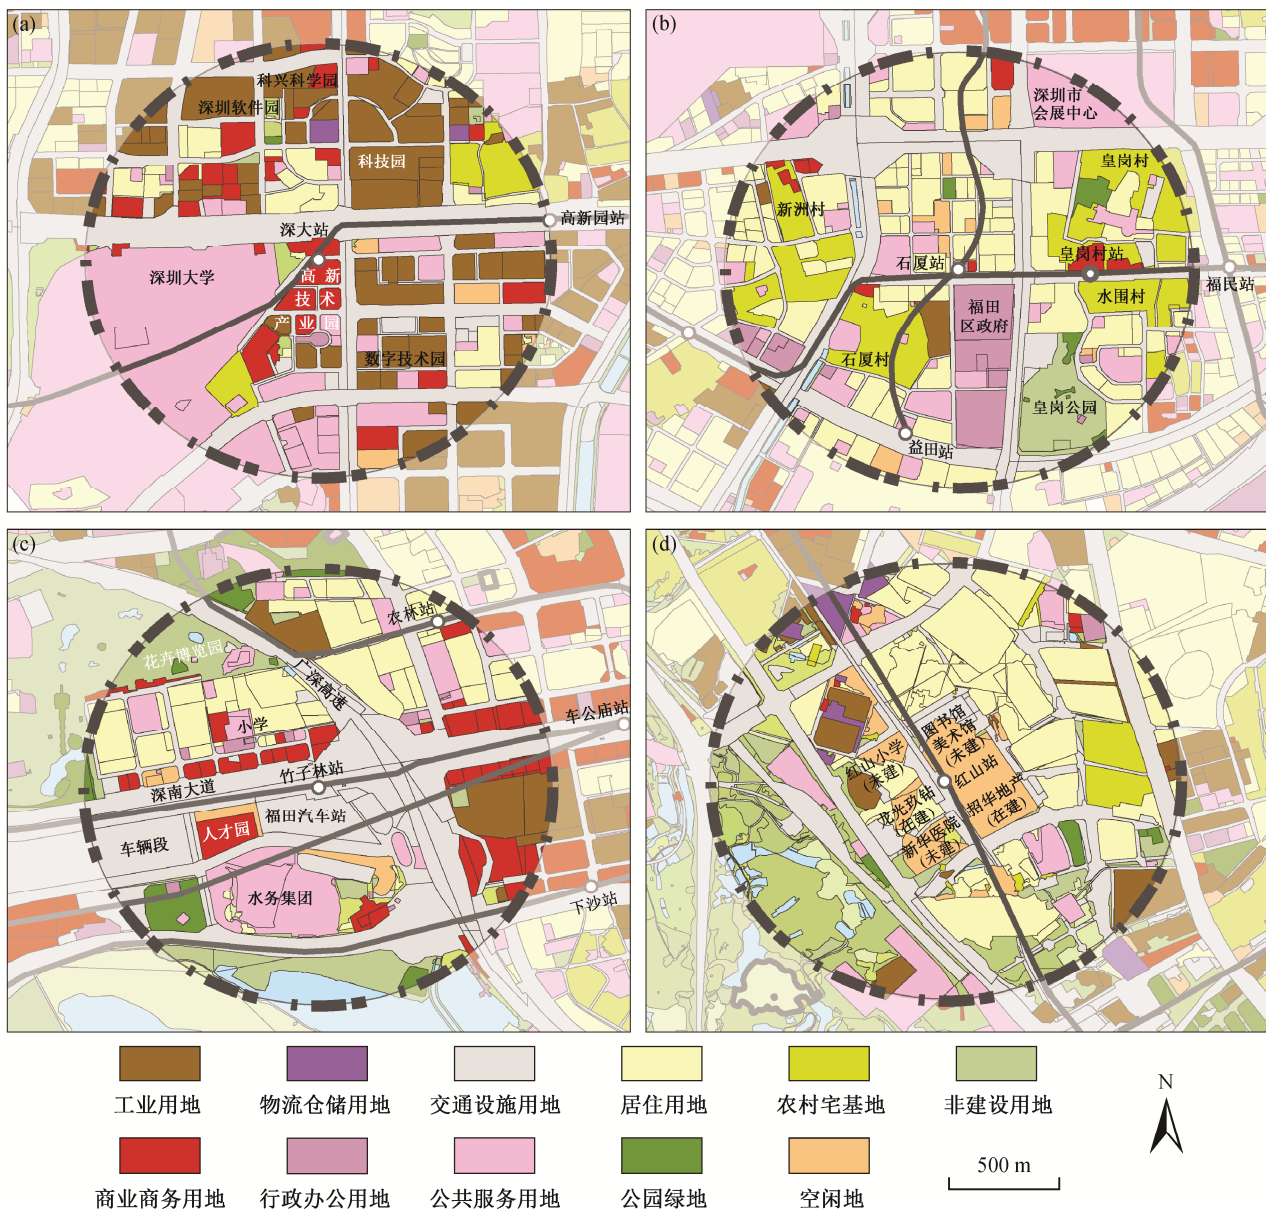 (a)
科兴科学园
深圳软件园
科技园
深大站
高新园站
深圳大学
高新
技术
产业园
数字技术园
(b)
深圳市
会展中心
皇岗村
新洲村
石厦站
皇岗村站
福民站
水围村
福田
区政府
石厦村
皇岗公园
益田站
(c)
农林站
花卉博览园
广深高速
小学
车公庙站
竹子林站
深南大道
福田汽车站
人才园
车辆段
水务集团
下沙站
(d)
图书馆
美术馆
(未建)
红山小学
(未建)
红山站
龙光玖钻
(在建)
招华地产
(在建)
新华医院
(未建)
工业用地
物流仓储用地
交通设施用地
居住用地
农村宅基地
非建设用地
商业商务用地
行政办公用地
公共服务用地
公园绿地
空闲地
N
500 m